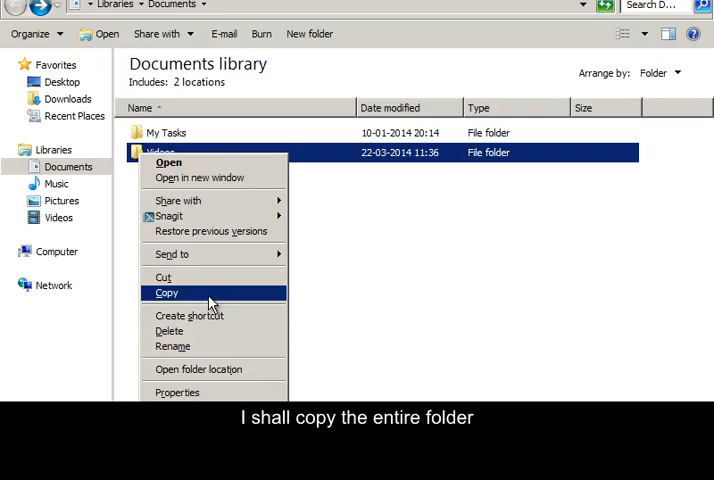 Libraries Documents Search D...
Organize Open Share with E-mail Burn New folder
Favorites
Desktop
Downloads
Recent Places
Libraries
Documents
Music
Pictures
Videos
Computer
Network
Documents library
Includes: 2 locations
Arrange by: Folder
Name Date modified Type Size
My Tasks 10-01-2014 20:14 File folder
Videos 22-03-2014 11:36 File folder
Open
Open in new window
Share with
Snagit
Restore previous versions
Send to
Cut
Copy
Create shortcut
Delete
Rename
Open folder location
Properties
I shall copy the entire folder